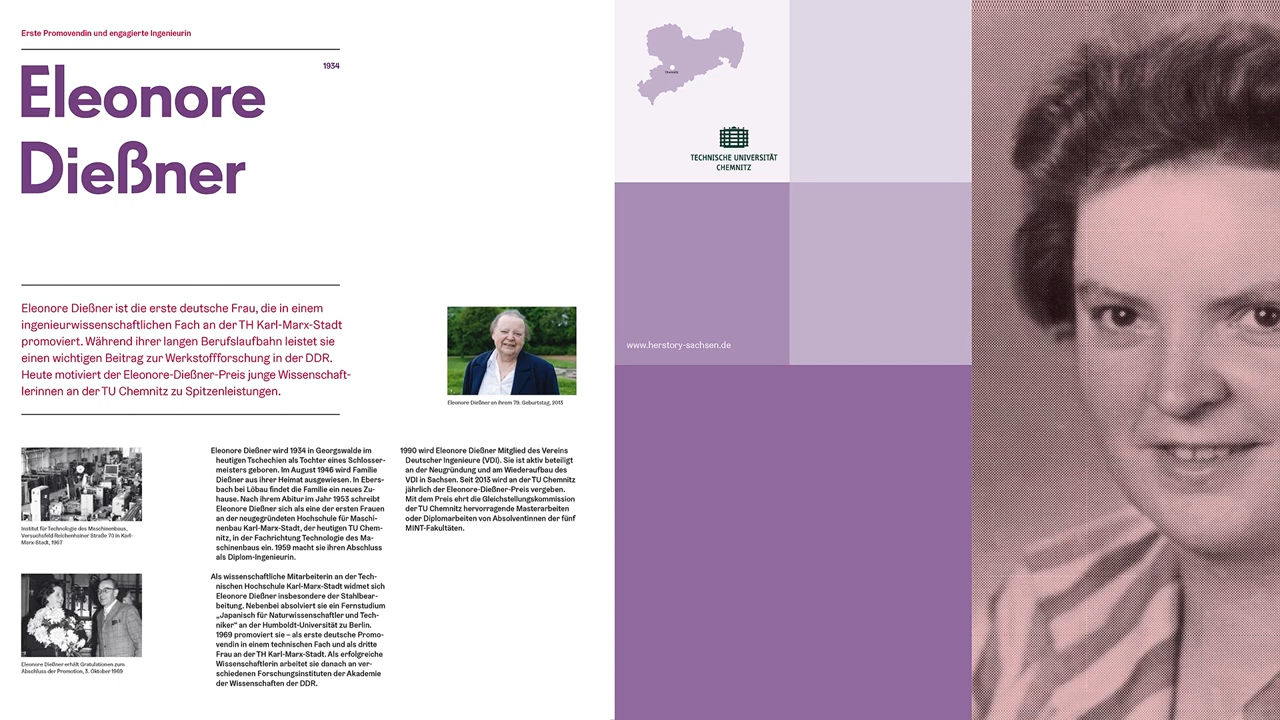 Erste Promovendin und engagierte Ingenieurin
1934
Eleonore
Dießner
Eleonore Dießner ist die erste deutsche Frau, die in einem
ingenieurwissenschaftlichen Fach an der TH Karl-Marx-Stadt
promoviert. Während ihrer langen Berufslaufbahn leistet sie
einen wichtigen Beitrag zur Werkstoffforschung in der DDR.
Heute motiviert der Eleonore-Dießner-Preis junge Wissenschaft-
lerinnen an der TU Chemnitz zu Spitzenleistungen.
Eleonore Dießner an ihrem 79. Geburtstag, 2013
Institut für Technologie des Maschinenbaus,
Versuchsfeld Reichenhainer Straße 70 in Karl-
Marx-Stadt, 1967
Eleonore Dießner erhält Gratulationen zum
Abschluss der Promotion, 3. Oktober 1969
Eleonore Dießner wird 1934 in Georgswalde im
heutigen Tschechien als Tochter eines Schlosser-
meisters geboren. Im August 1946 wird Familie
Dießner aus ihrer Heimat ausgewiesen. In Ebers-
bach bei Löbau findet die Familie ein neues Zu-
hause. Nach ihrem Abitur im Jahr 1953 schreibt
Eleonore Dießner sich als eine der ersten Frauen
an der neugegründeten Hochschule für Maschi-
nenbau Karl-Marx-Stadt, der heutigen TU Chem-
nitz, in der Fachrichtung Technologie des Ma-
schinenbaus ein. 1959 macht sie ihren Abschluss
als Diplom-Ingenieurin.
Als wissenschaftliche Mitarbeiterin an der Tech-
nischen Hochschule Karl-Marx-Stadt widmet sich
Eleonore Dießner insbesondere der Stahlbear-
beitung. Nebenbei absolviert sie ein Fernstudium
„Japanisch für Naturwissenschaftler und Tech-
niker“ an der Humboldt-Universität zu Berlin.
1969 promoviert sie – als erste deutsche Promo-
vendin in einem technischen Fach und als dritte
Frau an der TH Karl-Marx-Stadt. Als erfolgreiche
Wissenschaftlerin arbeitet sie danach an ver-
schiedenen Forschungsinstituten der Akademie
der Wissenschaften der DDR.
1990 wird Eleonore Dießner Mitglied des Vereins
Deutscher Ingenieure (VDI). Sie ist aktiv beteiligt
an der Neugründung und am Wiederaufbau des
VDI in Sachsen. Seit 2013 wird an der TU Chemnitz
jährlich der Eleonore-Dießner-Preis vergeben.
Mit dem Preis ehrt die Gleichstellungskommission
der TU Chemnitz hervorragende Masterarbeiten
oder Diplomarbeiten von Absolventinnen der fünf
MINT-Fakultäten.
Chemnitz
TECHNISCHE UNIVERSITÄT
CHEMNITZ
www.herstory-sachsen.de